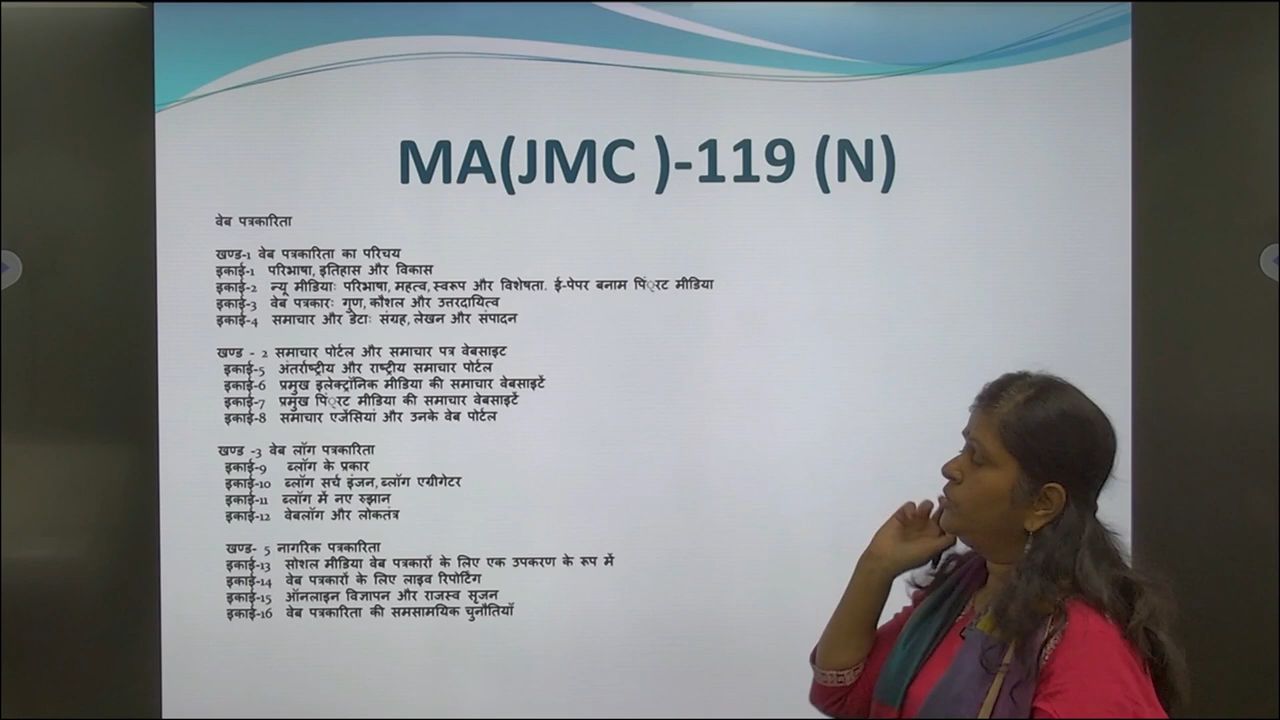 MA(JMC )-119 (N)
वेब पत्रकारिता
खण्ड-1 वेब पत्रकारिता का परिचय
इकाई-1 परिभाषा, इतिहास और विकास
इकाई-2 न्यू मीडियाः परिभाषा, महत्व, स्वरूप और विशेषता. ई-पेपर बनाम पिं्रट मीडिया
इकाई-3 वेब पत्रकारः गुण, कौशल और उत्तरदायित्व
इकाई-4 समाचार और डेटाः संग्रह, लेखन और संपादन
खण्ड - 2 समाचार पोर्टल और समाचार पत्र वेबसाइट
इकाई-5 अंतर्राष्ट्रीय और राष्ट्रीय समाचार पोर्टल
इकाई-6 प्रमुख इलेक्ट्रॉनिक मीडिया की समाचार वेबसाइटें
इकाई-7 प्रमुख पिं्रट मीडिया की समाचार वेबसाइटें
इकाई-8 समाचार एजेंसियां और उनके वेब पोर्टल
खण्ड -3 वेब लॉग पत्रकारिता
इकाई-9 ब्लॉग के प्रकार
इकाई-10 ब्लॉग सर्च इंजन, ब्लॉग एग्रीगेटर
इकाई-11 ब्लॉग में नए रुझान
इकाई-12 वेबलॉग और लोकतंत्र
खण्ड- 5 नागरिक पत्रकारिता
इकाई-13 सोशल मीडिया वेब पत्रकारों के लिए एक उपकरण के रूप में
इकाई-14 वेब पत्रकारों के लिए लाइव रिपोर्टिंग
इकाई-15 ऑनलाइन विज्ञापन और राजस्व सृजन
इकाई-16 वेब पत्रकारिता की समसामयिक चुनौतियाँ